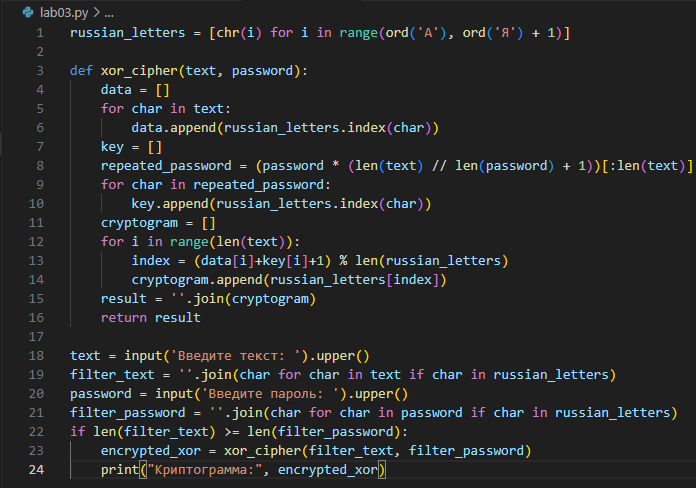 lab03.py > ...
1 russian_letters = [chr(i) for i in range(ord('А'), ord('Я') + 1)]
2
3 def xor_cipher(text, password):
4     data = []
5     for char in text:
6         data.append(russian_letters.index(char))
7     key = []
8     repeated_password = (password * (len(text) // len(password) + 1))[:len(text)]
9     for char in repeated_password:
10         key.append(russian_letters.index(char))
11     cryptogram = []
12     for i in range(len(text)):
13         index = (data[i]+key[i]+1) % len(russian_letters)
14         cryptogram.append(russian_letters[index])
15     result = ''.join(cryptogram)
16     return result
17
18 text = input('Введите текст: ').upper()
19 filter_text = ''.join(char for char in text if char in russian_letters)
20 password = input('Введите пароль: ').upper()
21 filter_password = ''.join(char for char in password if char in russian_letters)
22 if len(filter_text) >= len(filter_password):
23     encrypted_xor = xor_cipher(filter_text, filter_password)
24     print("Криптограмма:", encrypted_xor)